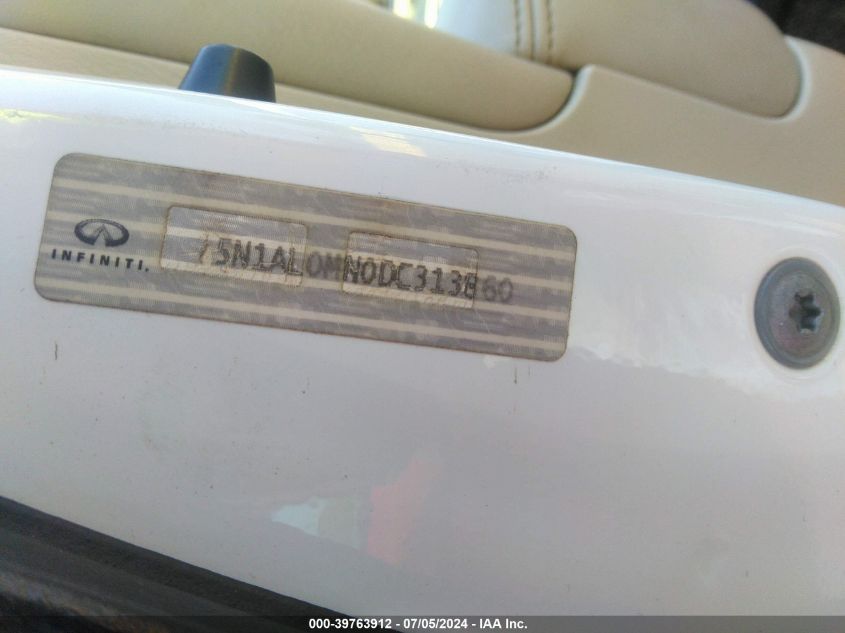 INFINITI.
5N1AL0MN0DC313860
000-39763912 - 07/05/2024 - IAA Inc.